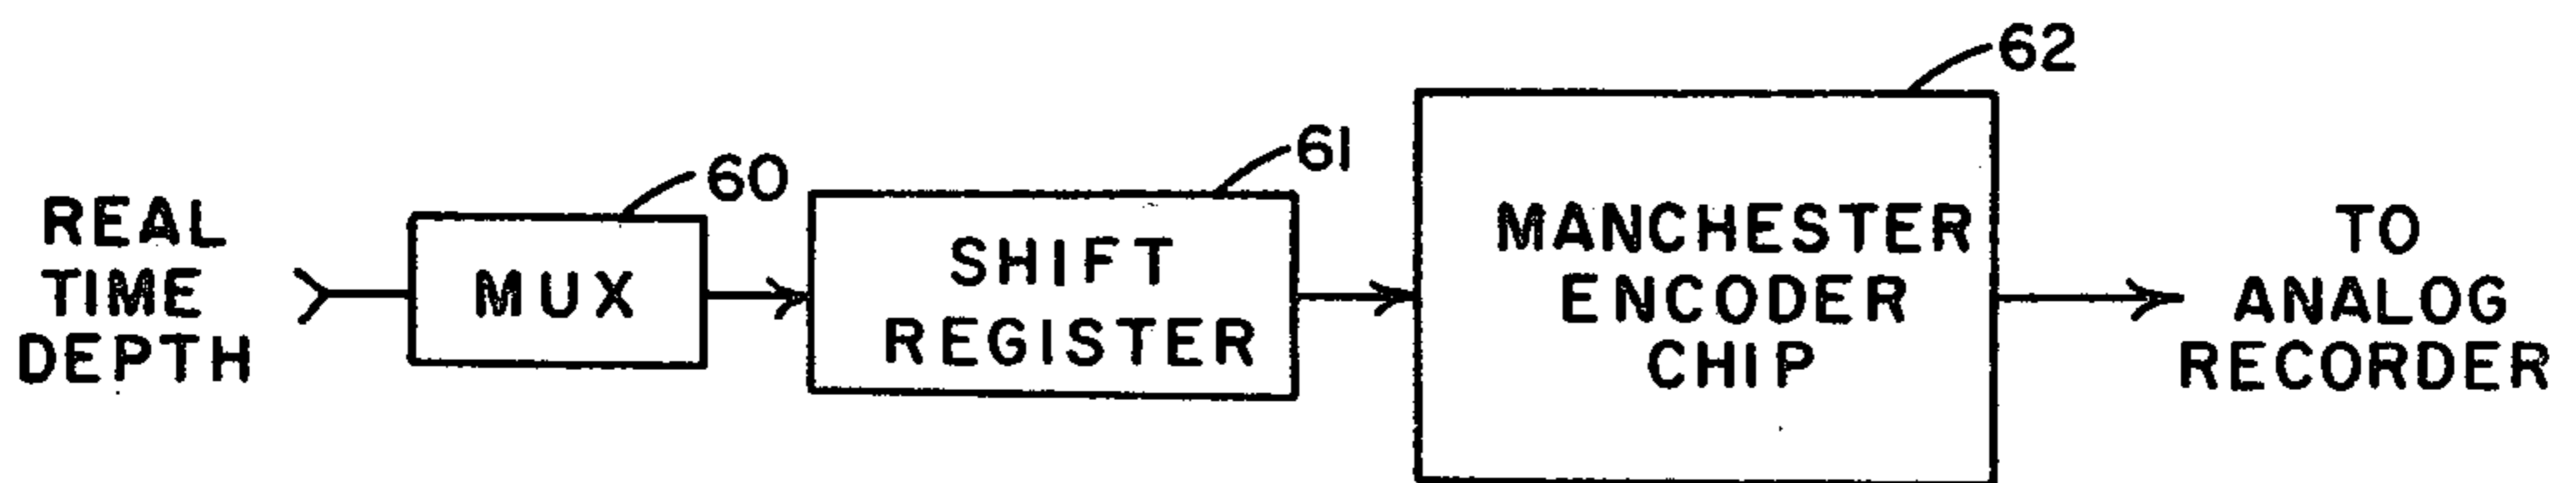 REAL
TIME
DEPTH
60
MUX
61
SHIFT
REGISTER
62
MANCHESTER
ENCODER
CHIP
TO
ANALOG
RECORDER